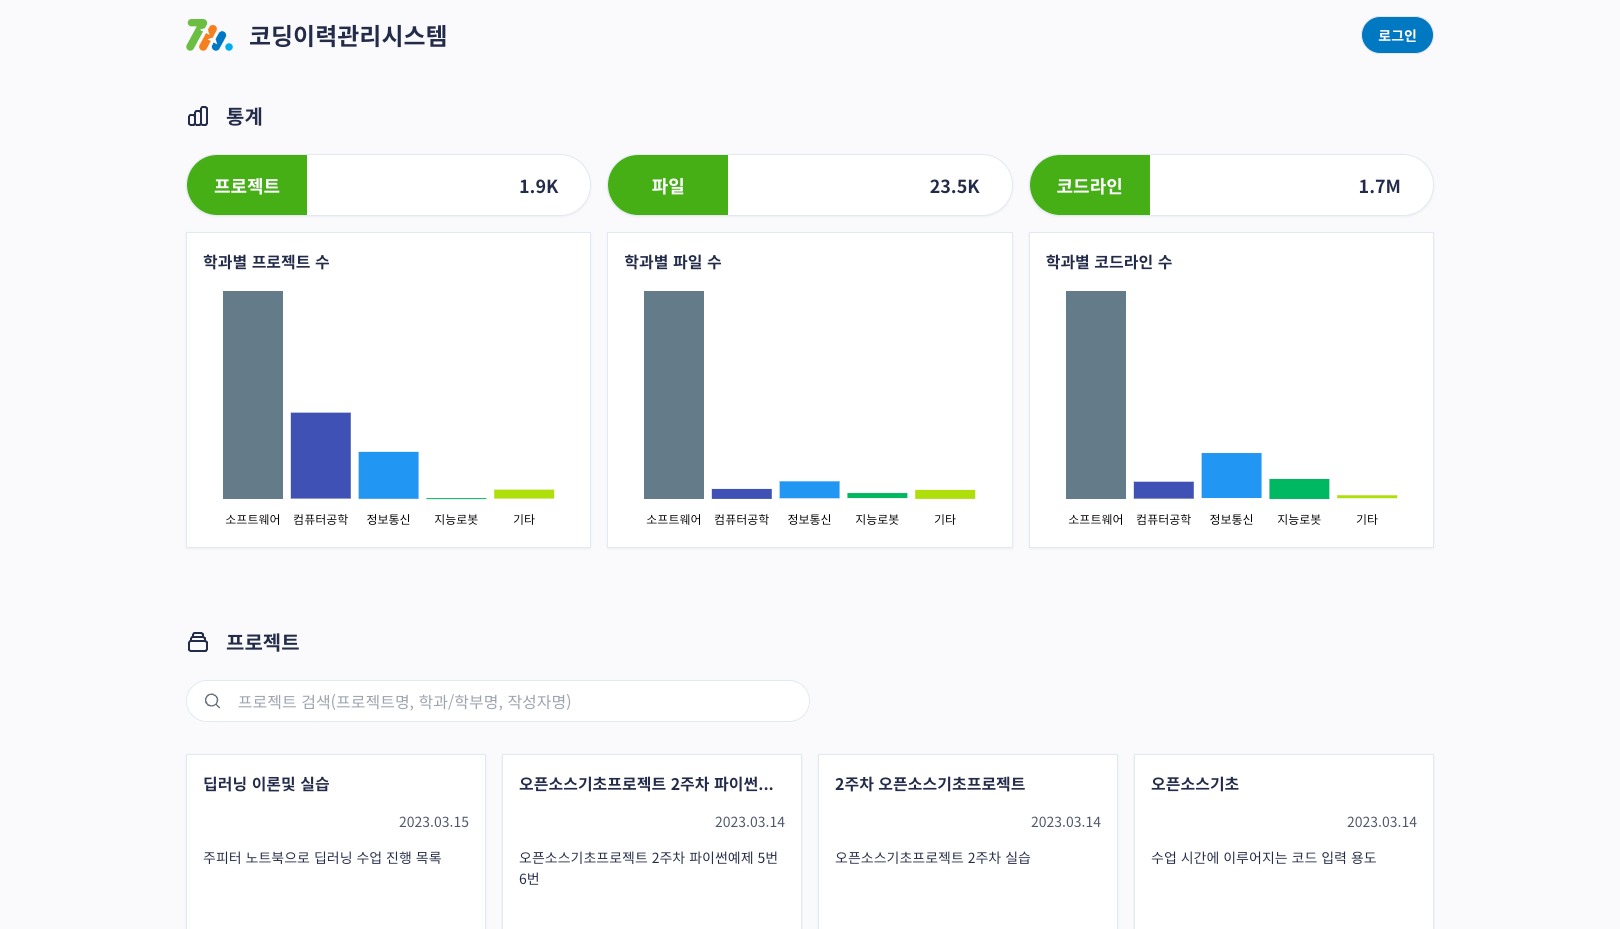 코딩이력관리시스템
로그인
통계
프로젝트 1.9K
파일 23.5K
코드라인 1.7M
학과별 프로젝트 수
소프트웨어 컴퓨터공학 정보통신 지능로봇 기타
학과별 파일 수
소프트웨어 컴퓨터공학 정보통신 지능로봇 기타
학과별 코드라인 수
소프트웨어 컴퓨터공학 정보통신 지능로봇 기타
프로젝트
프로젝트 검색(프로젝트명, 학과/학부명, 작성자명)
딥러닝 이론및 실습
2023.03.15
주피터 노트북으로 딥러닝 수업 진행 목록
오픈소스기초프로젝트 2주차 파이썬...
2023.03.14
오픈소스기초프로젝트 2주차 파이썬예제 5번
6번
2주차 오픈소스기초프로젝트
2023.03.14
오픈소스기초프로젝트 2주차 실습
오픈소스기초
2023.03.14
수업 시간에 이루어지는 코드 입력 용도